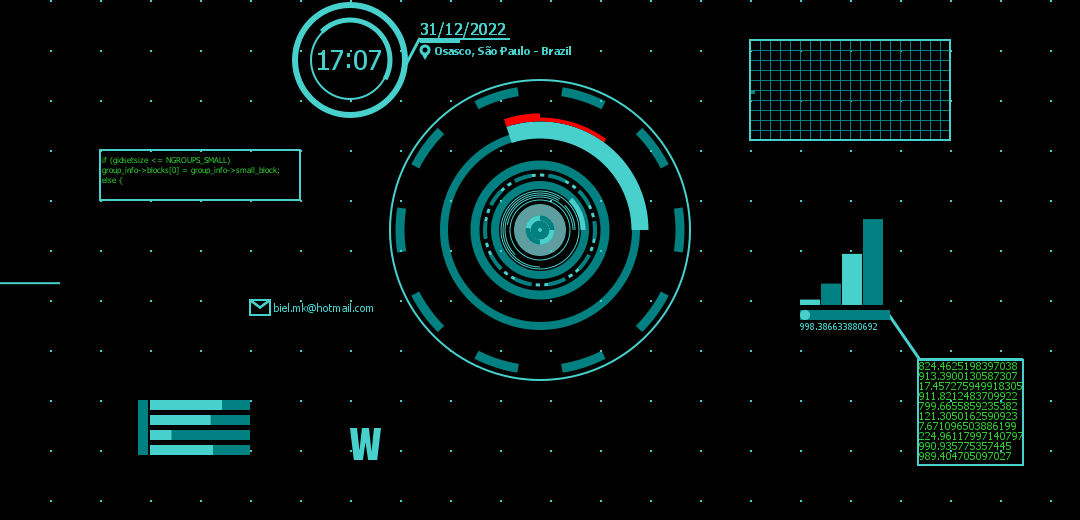 31/12/2022
17:07
Osasco, São Paulo - Brazil
if (gidsetsize <= NGROUPS_SMALL)
group_info->blocks[0] = group_info->small_block;
else {
biel.mk@hotmail.com
998.386633880692
824.4625198397038
913.3900130587307
17.457275949918305
911.8212483709922
799.6655859235382
121.3050162590923
7.671096503886199
224.96117997140797
990.935775357445
989.404705097027
W